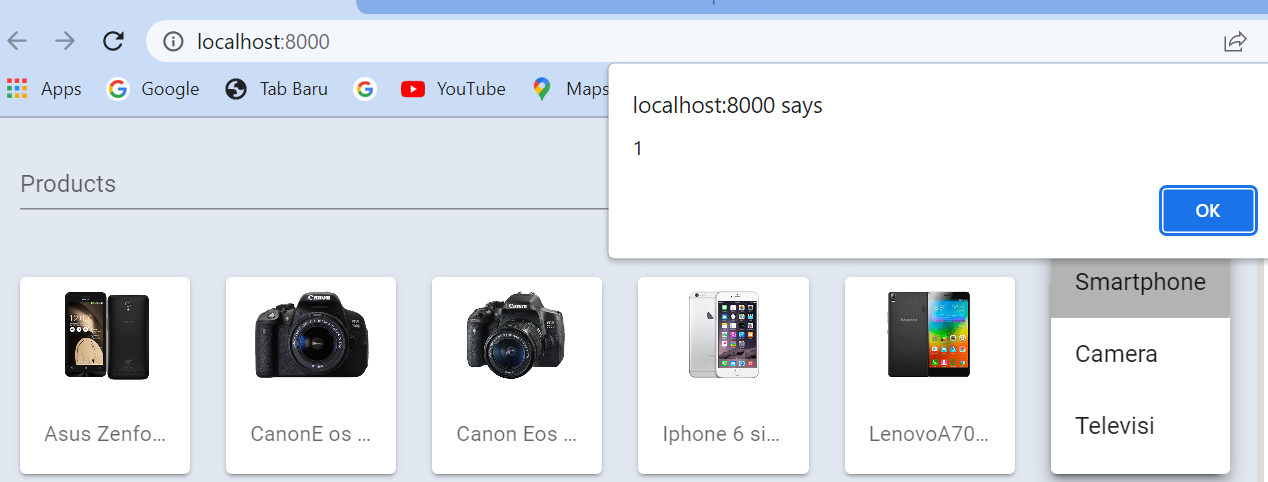 localhost:8000
Apps Google Tab Baru YouTube Maps
localhost:8000 says
1
OK
Products
Smartphone
Camera
Televisi
Asus Zenfo...
CanonE os ...
Canon Eos ...
Iphone 6 si...
LenovoA70...